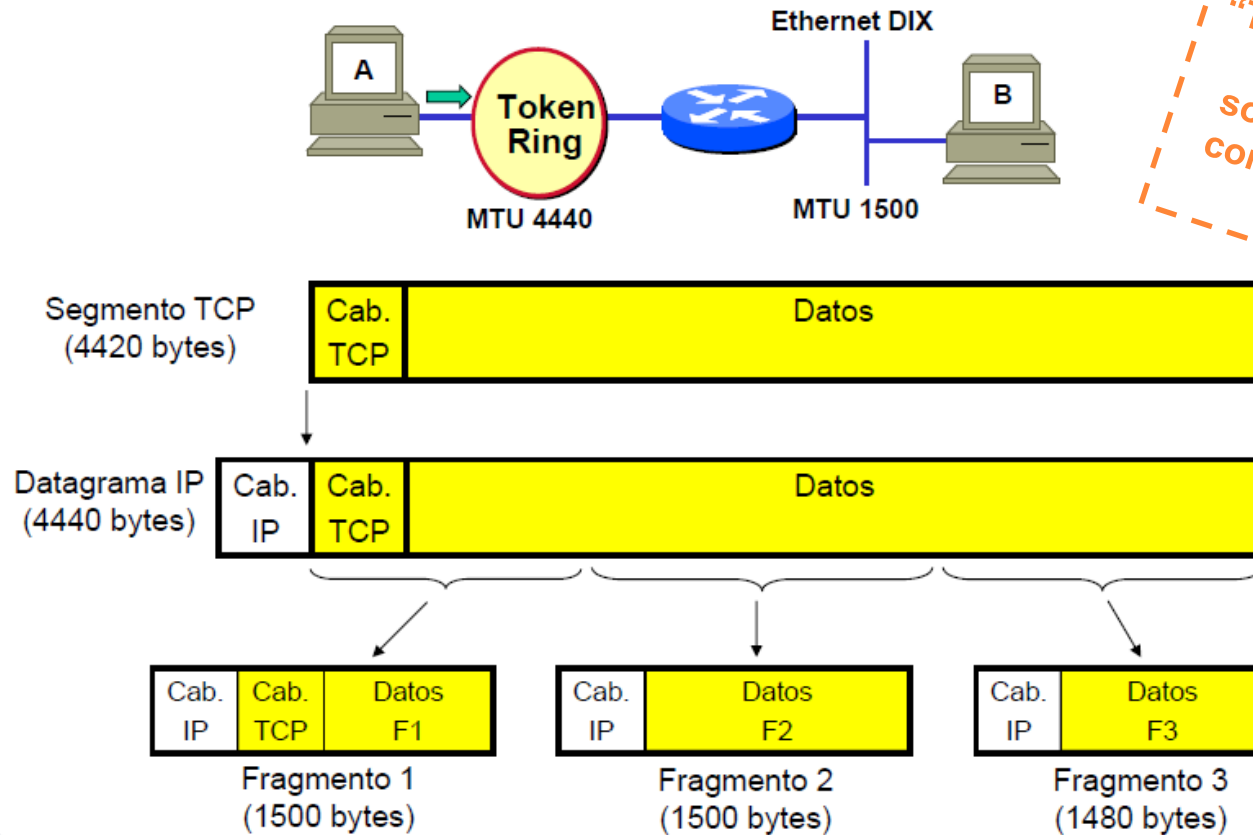 Ethernet DIX
A
Token
Ring
B
MTU 4440
MTU 1500
Segmento TCP
(4420 bytes)
Cab.
TCP
Datos
Datagrama IP
(4440 bytes)
Cab.
IP
Cab.
TCP
Datos
Cab.
IP
Cab.
TCP
Datos
F1
Fragmento 1
(1500 bytes)
Cab.
IP
Datos
F2
Fragmento 2
(1500 bytes)
Cab.
IP
Datos
F3
Fragmento 3
(1480 bytes)